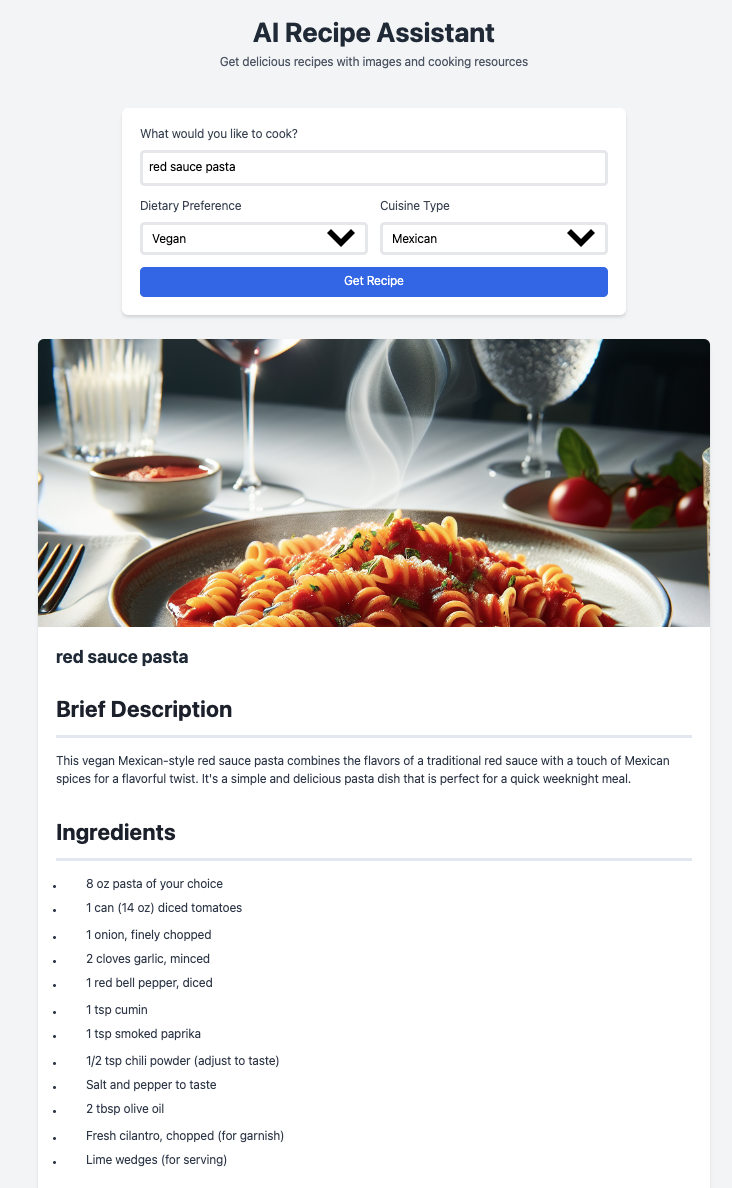 AI Recipe Assistant
Get delicious recipes with images and cooking resources
What would you like to cook?
red sauce pasta
Dietary Preference
Cuisine Type
Vegan
Mexican
Get Recipe
red sauce pasta
Brief Description
This vegan Mexican-style red sauce pasta combines the flavors of a traditional red sauce with a touch of Mexican
spices for a flavorful twist. It's a simple and delicious pasta dish that is perfect for a quick weeknight meal.
Ingredients
• 8 oz pasta of your choice
• 1 can (14 oz) diced tomatoes
• 1 onion, finely chopped
• 2 cloves garlic, minced
• 1 red bell pepper, diced
• 1 tsp cumin
• 1 tsp smoked paprika
• 1/2 tsp chili powder (adjust to taste)
• Salt and pepper to taste
• 2 tbsp olive oil
• Fresh cilantro, chopped (for garnish)
• Lime wedges (for serving)